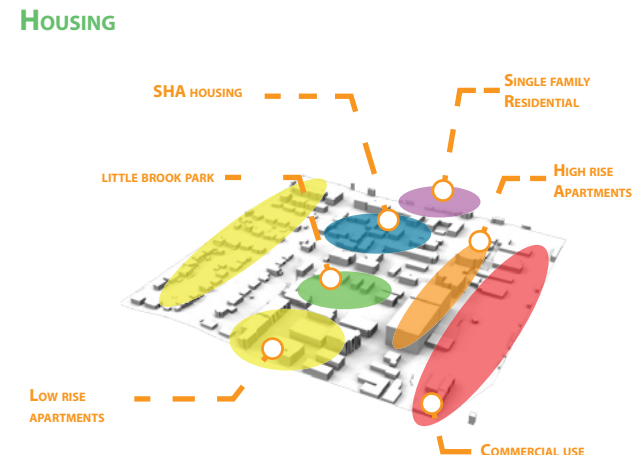 HOUSING
SHA HOUSING
SINGLE FAMILY
RESIDENTIAL
LITTLE BROOK PARK
HIGH RISE
APARTMENTS
LOW RISE
APARTMENTS
COMMERCIAL USE